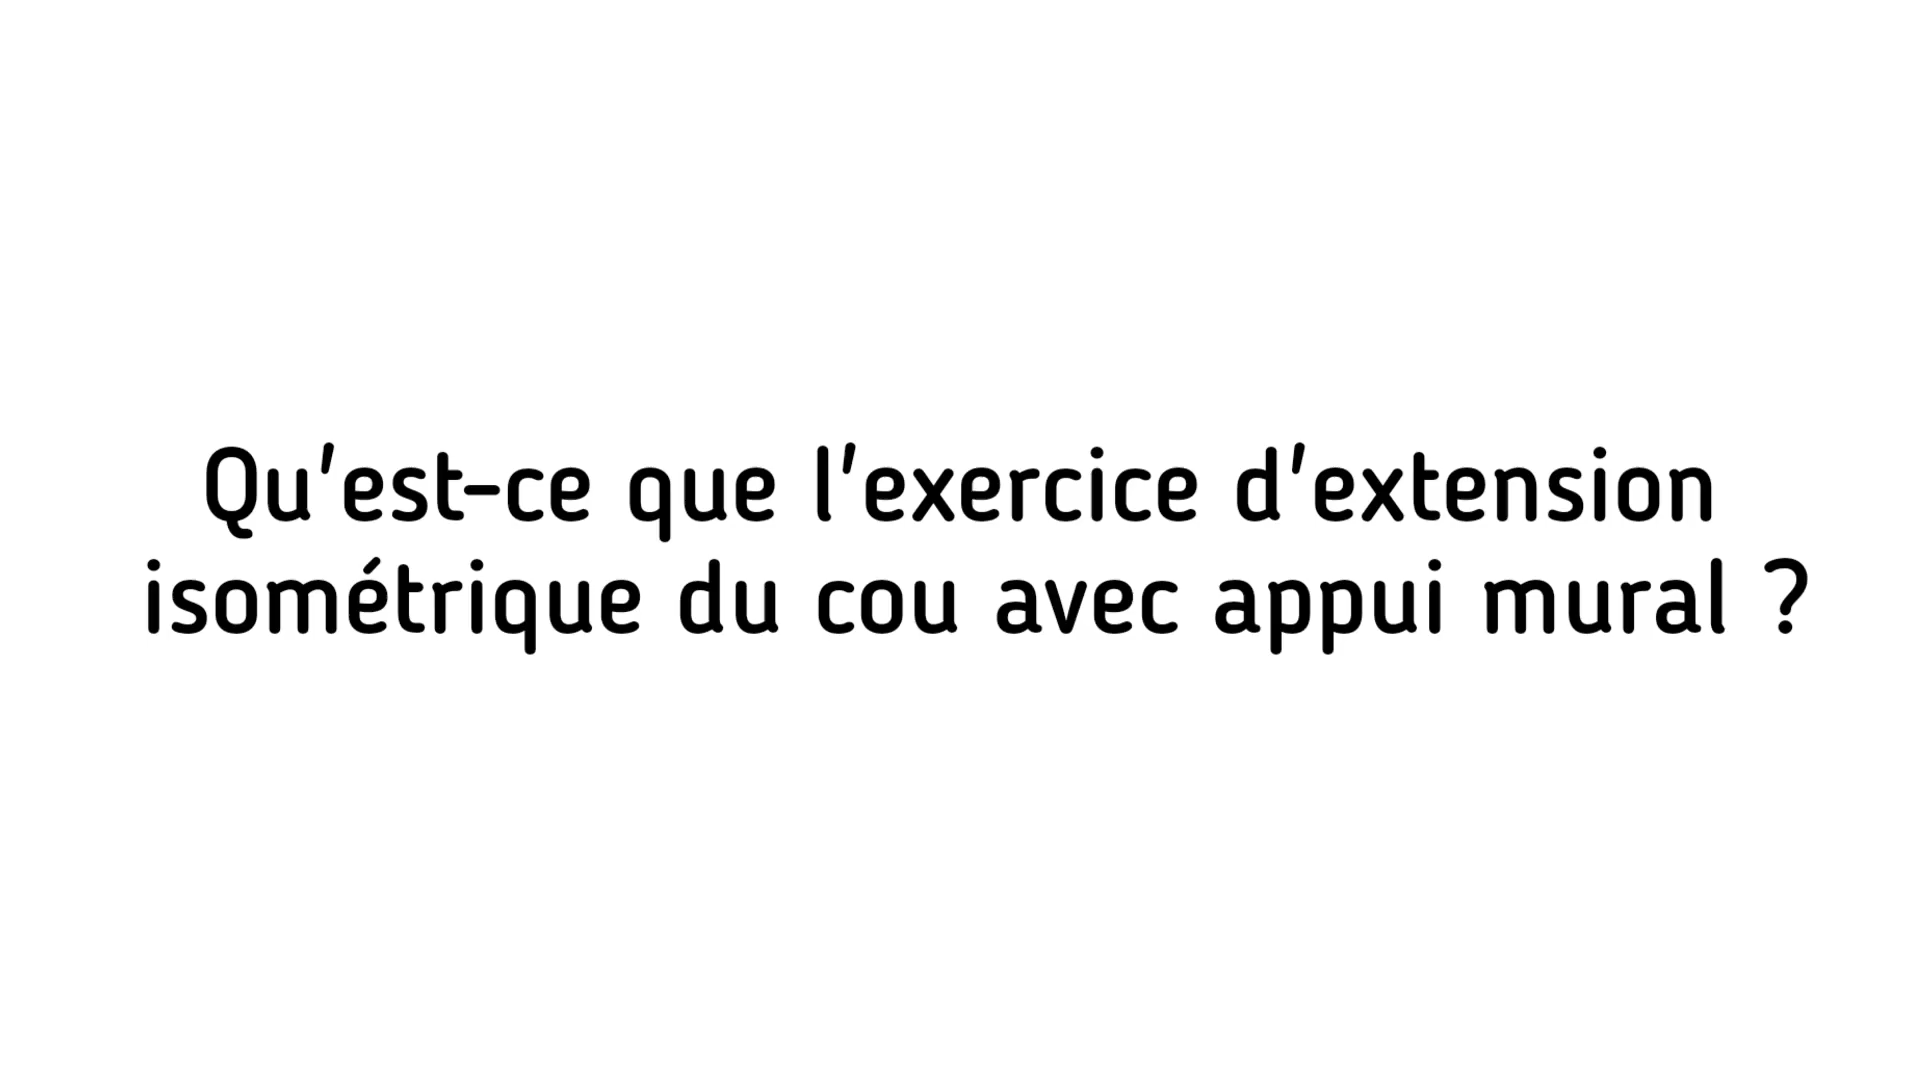 Qu'est-ce que l'exercice d'extension
isométrique du cou avec appui mural ?